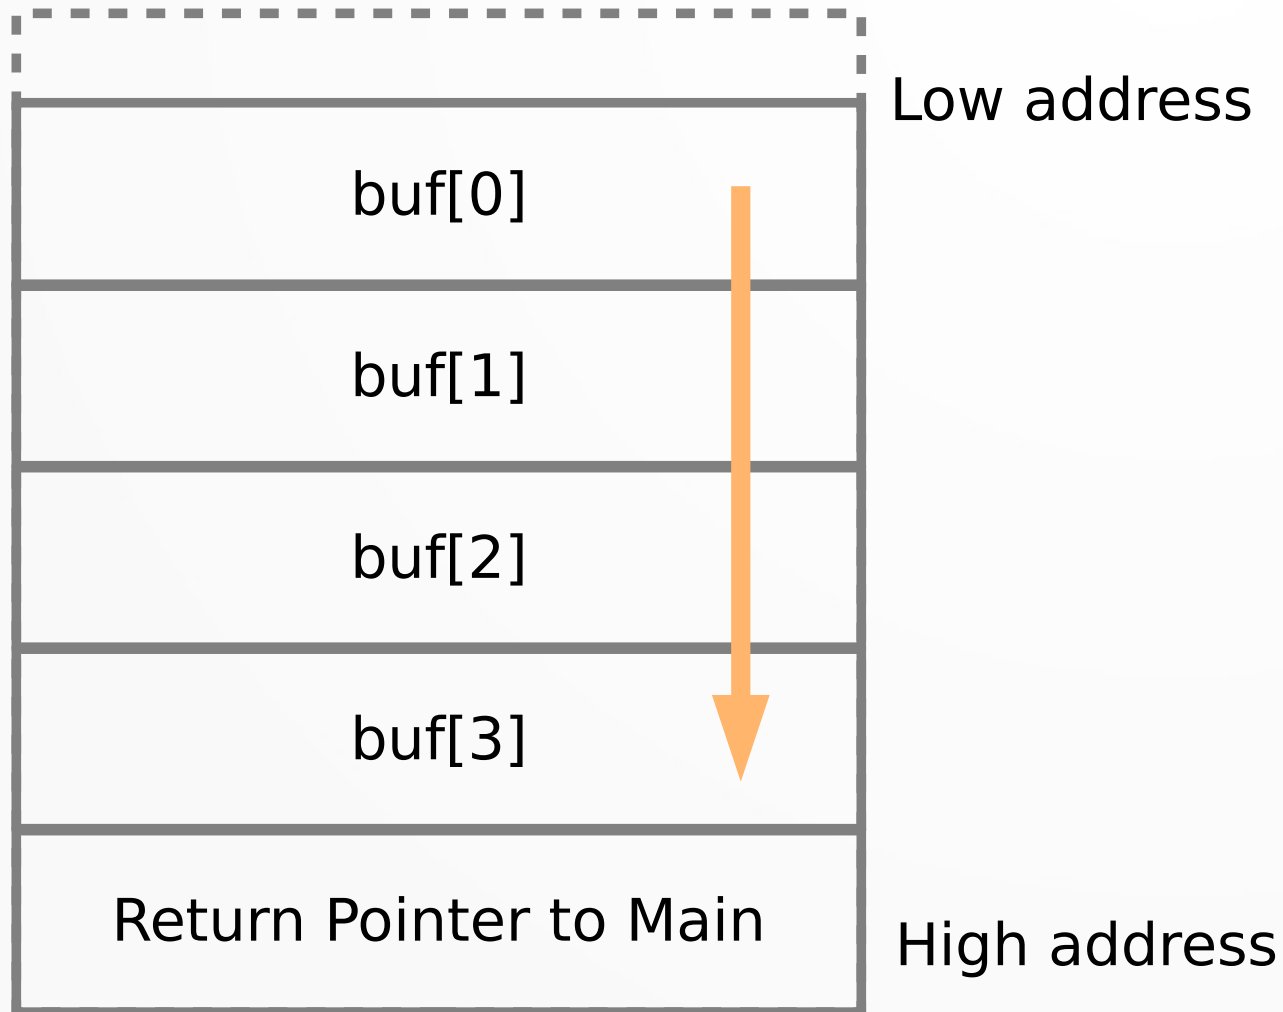 Low address
buf[0]
buf[1]
buf[2]
buf[3]
Return Pointer to Main
High address